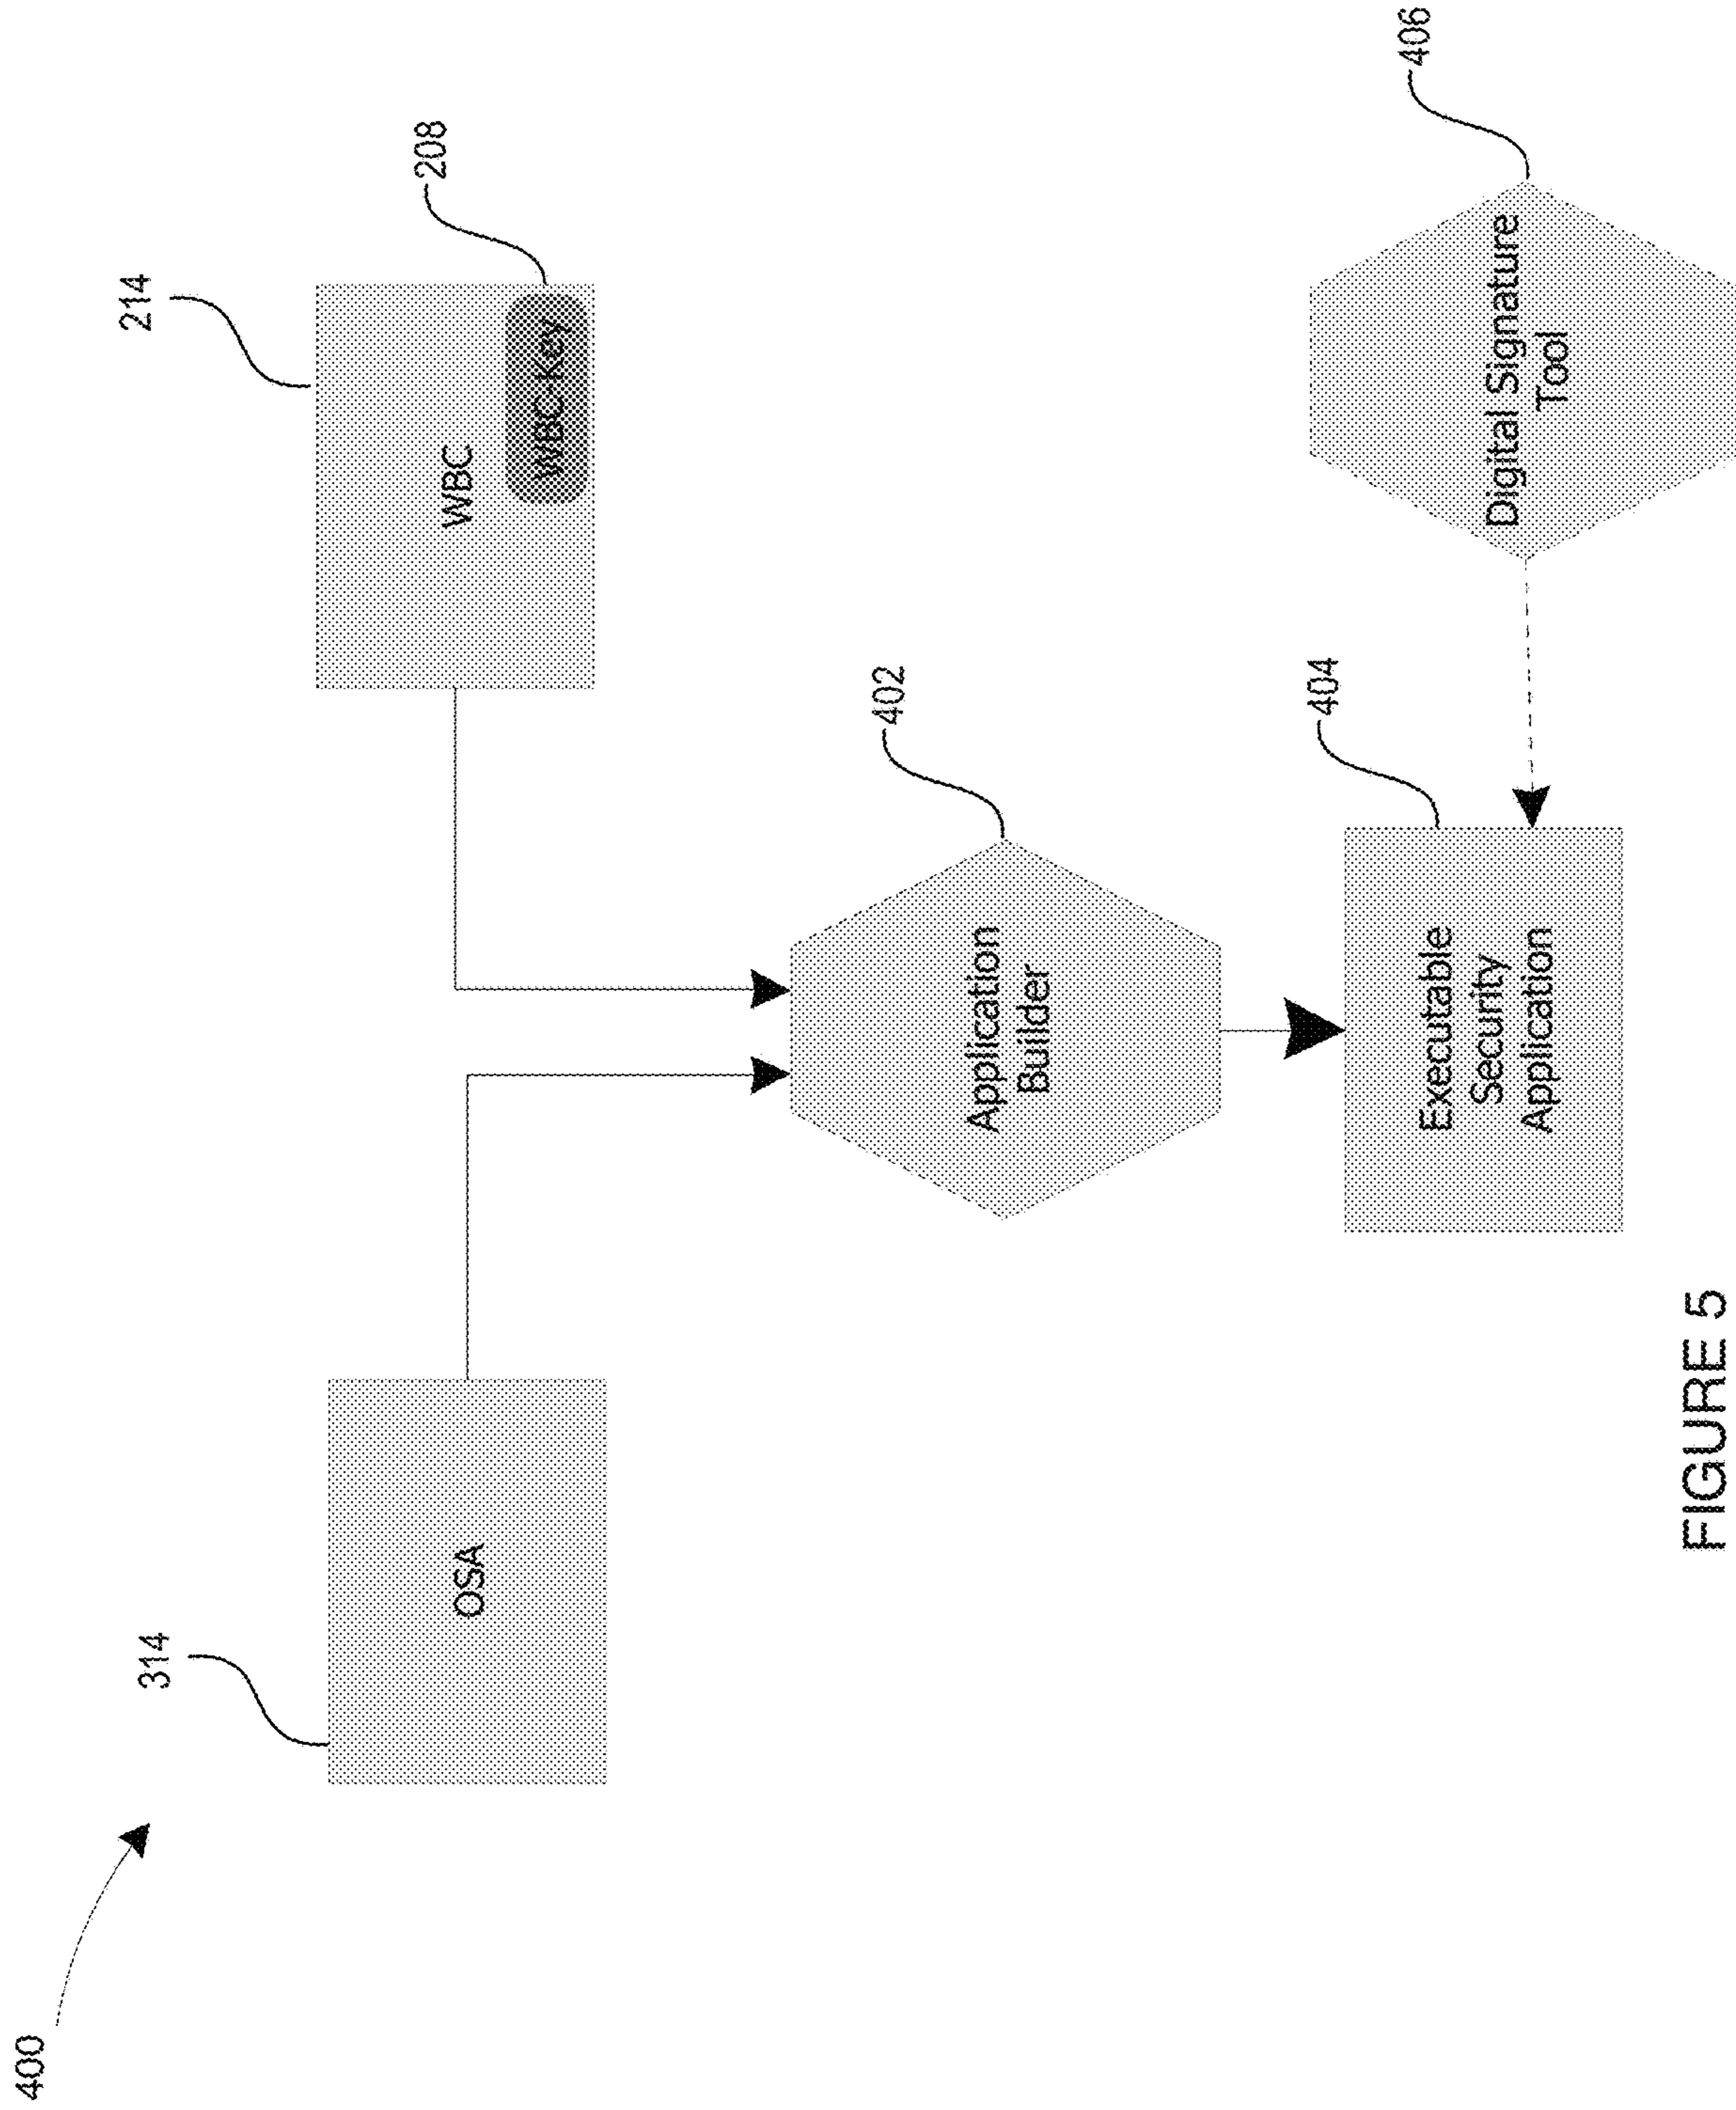 400
314
OSA
214
WBC
WBC-Key
208
402
Application
Builder
404
Executable
Security
Application
406
Digital Signature
Tool
FIGURE 5